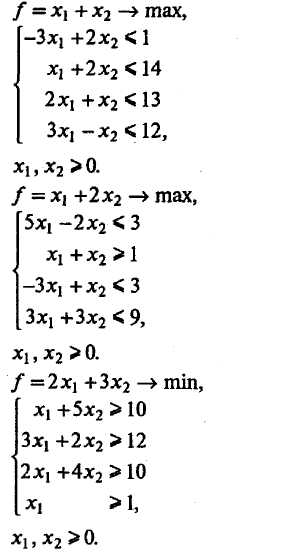 f = x₁ + x₂ → max,
−3x₁ + 2x₂ ⩽ 1
x₁ + 2x₂ ⩽ 14
2x₁ + x₂ ⩽ 13
3x₁ − x₂ ⩽ 12,
x₁, x₂ ⩾ 0.
f = x₁ + 2x₂ → max,
5x₁ − 2x₂ ⩽ 3
x₁ + x₂ ⩾ 1
−3x₁ + x₂ ⩽ 3
3x₁ + 3x₂ ⩽ 9,
x₁, x₂ ⩾ 0.
f = 2x₁ + 3x₂ → min,
x₁ + 5x₂ ⩾ 10
3x₁ + 2x₂ ⩾ 12
2x₁ + 4x₂ ⩾ 10
x₁ ⩾ 1,
x₁, x₂ ⩾ 0.